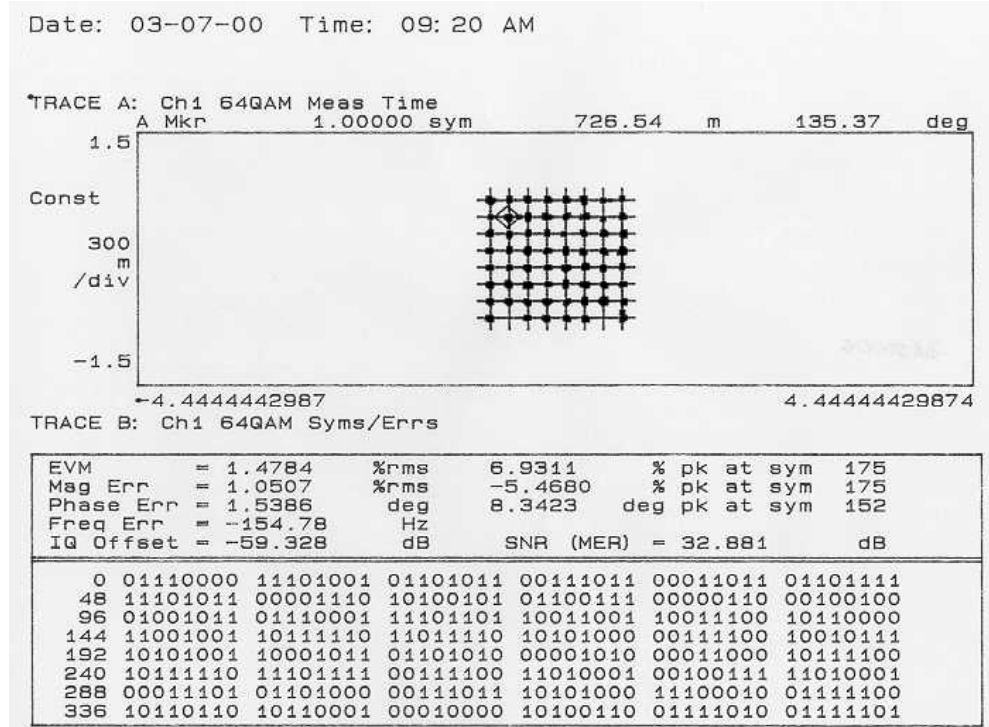 Date: 03-07-00 Time: 09:20 AM
TRACE A: Ch1 64QAM Meas Time
A Mkr 1.00000 sym 726.54 m 135.37 deg
1.5
Const
300
m
/div
-1.5
-4.4444442987 4.44444429874
TRACE B: Ch1 64QAM Syms/Errs
EVM = 1.4784 %rms 6.9311 % pk at sym 175
Mag Err = 1.0507 %rms -5.4680 % pk at sym 175
Phase Err = 1.5386 deg 8.3423 deg pk at sym 152
Freq Err = -154.78 Hz
IQ Offset = -59.328 dB SNR (MER) = 32.881 dB
0 01110000 11101001 01101011 00111011 00011011 01101111
48 11101011 00001110 10100101 01100111 00000110 00100100
96 01001011 01110001 11101101 10011001 10011100 10110000
144 11001001 10111110 11011110 10101000 00111100 10010111
192 10101001 10001011 01101010 00001010 00011000 10111100
240 10111110 11101111 00111100 11010001 00100111 11010001
288 00011101 01101000 00111011 10101000 11100010 01111100
336 10110110 10110001 00010000 10100110 01111010 01111101